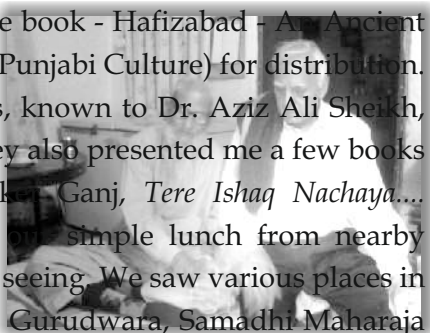 e book - Hafizabad - An Ancient
Punjabi Culture) for distribution.
s, known to Dr. Aziz Ali Sheikh,
ey also presented me a few books
Ganj, Tere Ishaq Nachaya....
simple lunch from nearby
seeing. We saw various places in
Gurudwara, Samadhi Maharaja